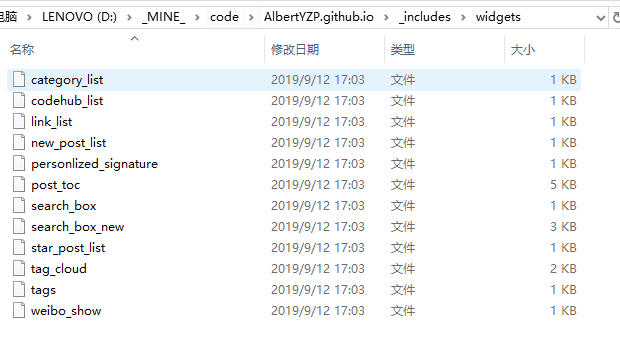 电脑 › LENOVO (D:) › _MINE_ › code › AlbertYZP.github.io › _includes › widgets
名称 修改日期 类型 大小
category_list 2019/9/12 17:03 文件 1 KB
codehub_list 2019/9/12 17:03 文件 1 KB
link_list 2019/9/12 17:03 文件 1 KB
new_post_list 2019/9/12 17:03 文件 1 KB
personlized_signature 2019/9/12 17:03 文件 1 KB
post_toc 2019/9/12 17:03 文件 5 KB
search_box 2019/9/12 17:03 文件 1 KB
search_box_new 2019/9/12 17:03 文件 3 KB
star_post_list 2019/9/12 17:03 文件 1 KB
tag_cloud 2019/9/12 17:03 文件 2 KB
tags 2019/9/12 17:03 文件 1 KB
weibo_show 2019/9/12 17:03 文件 1 KB